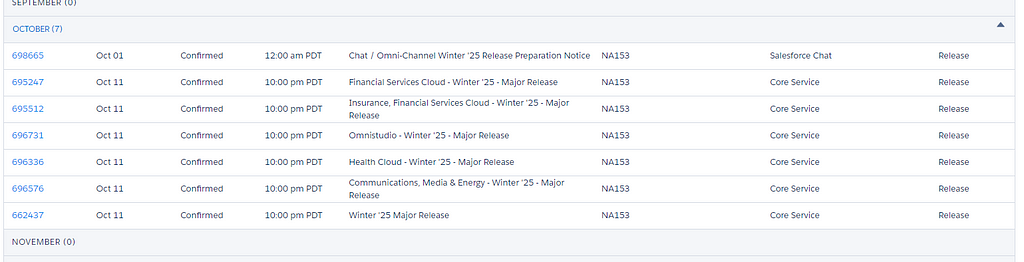 SEPTEMBER (0)
OCTOBER (7)
698665 Oct 01 Confirmed 12:00 am PDT Chat / Omni-Channel Winter '25 Release Preparation Notice NA153 Salesforce Chat Release
695247 Oct 11 Confirmed 10:00 pm PDT Financial Services Cloud - Winter '25 - Major Release NA153 Core Service Release
695512 Oct 11 Confirmed 10:00 pm PDT Insurance, Financial Services Cloud - Winter '25 - Major
Release NA153 Core Service Release
696731 Oct 11 Confirmed 10:00 pm PDT Omnistudio - Winter '25 - Major Release NA153 Core Service Release
696336 Oct 11 Confirmed 10:00 pm PDT Health Cloud - Winter '25 - Major Release NA153 Core Service Release
696576 Oct 11 Confirmed 10:00 pm PDT Communications, Media & Energy - Winter '25 - Major
Release NA153 Core Service Release
662437 Oct 11 Confirmed 10:00 pm PDT Winter '25 Major Release NA153 Core Service Release
NOVEMBER (0)